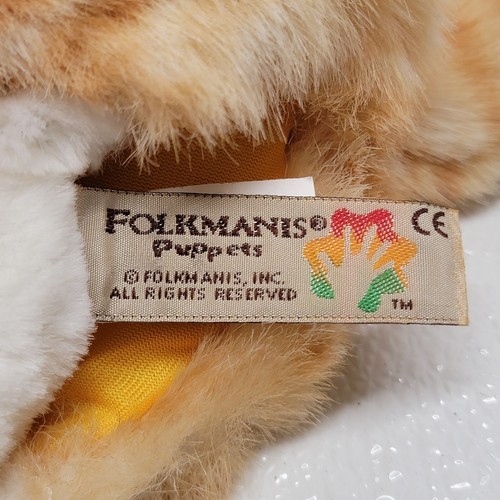 FOLKMANIS® CE
Puppets
© FOLKMANIS, INC.
ALL RIGHTS RESERVED
TM